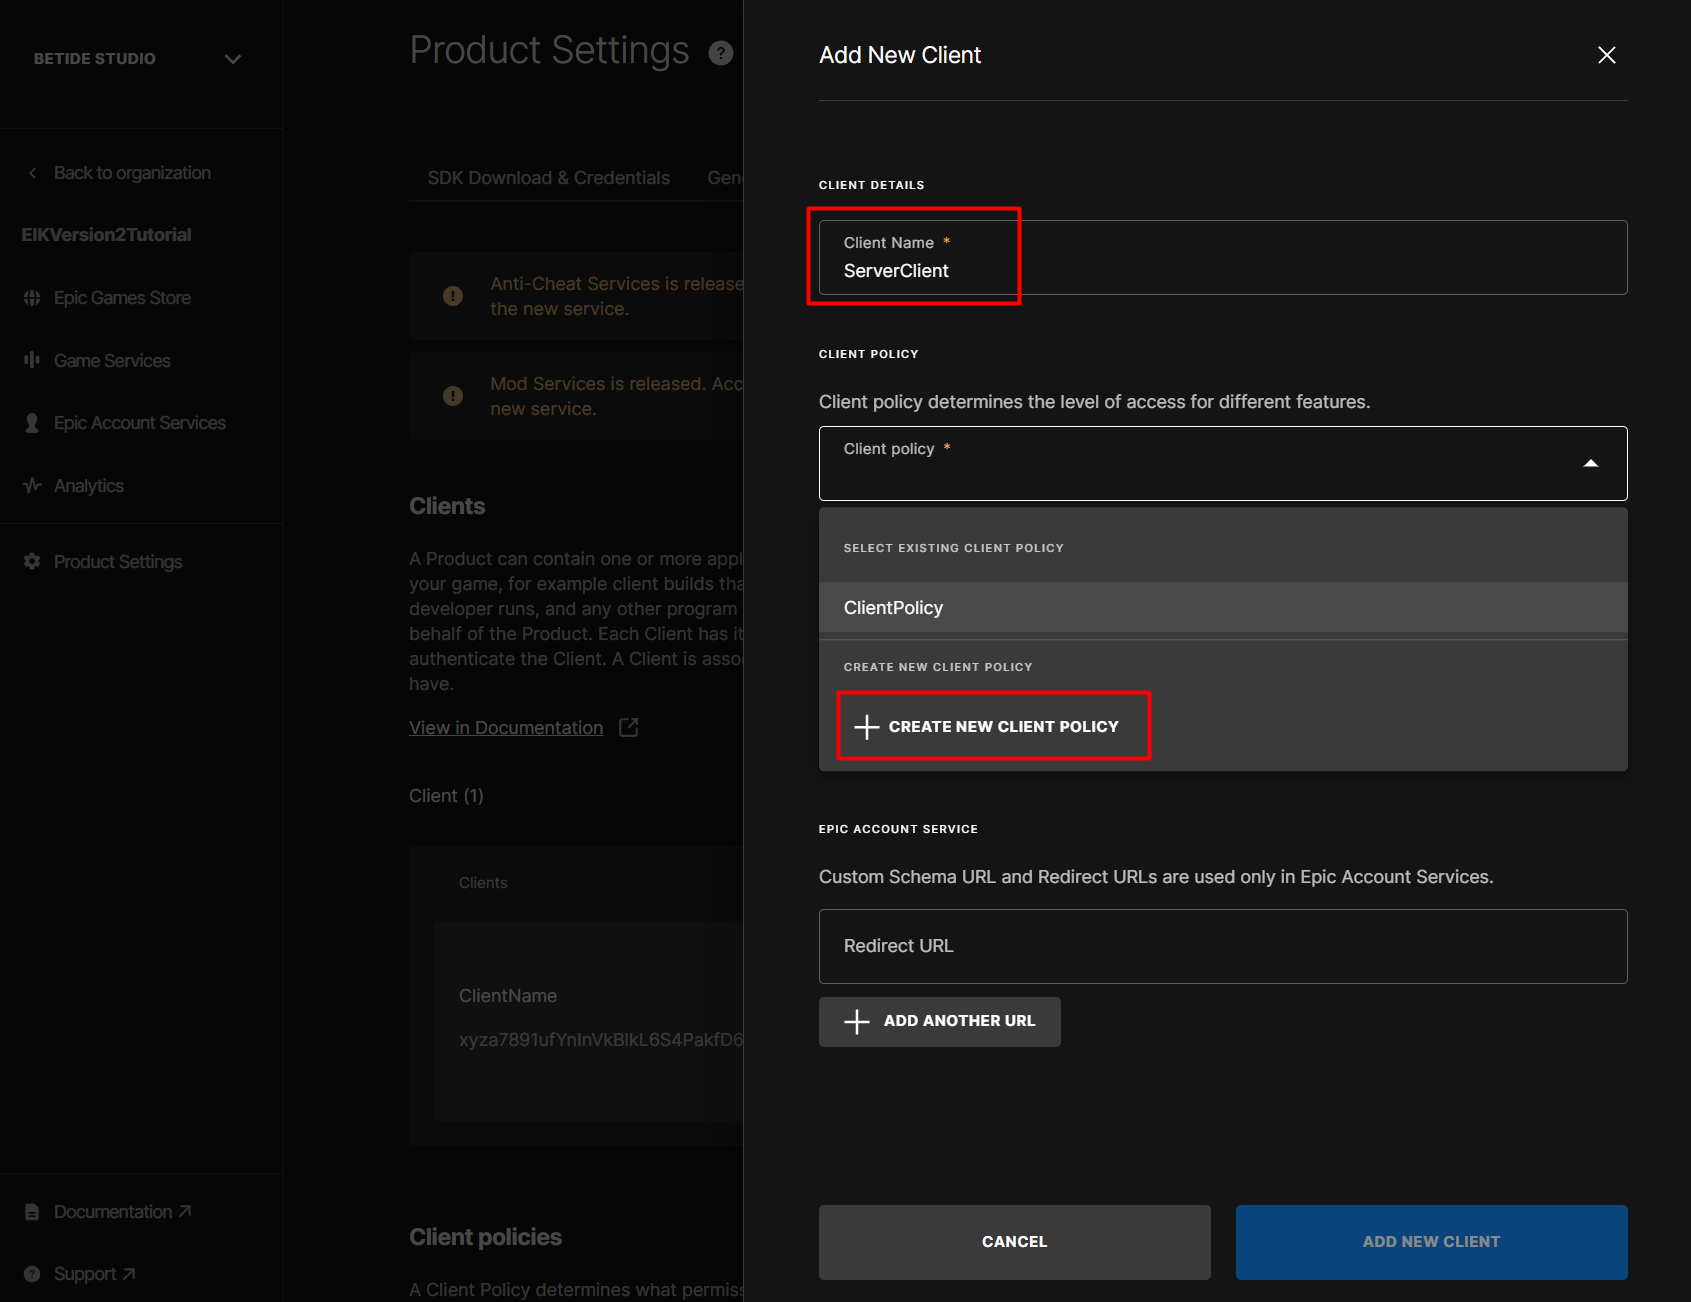 BETIDE STUDIO
Back to organization
EIKVersion2Tutorial
Epic Games Store
Game Services
Epic Account Services
Analytics
Product Settings
Documentation
Support
Product Settings
SDK Download & Credentials
Anti-Cheat Services is release
the new service.
Mod Services is released. Acc
new service.
Clients
A Product can contain one or more appl
your game, for example client builds tha
developer runs, and any other program
behalf of the Product. Each Client has it
authenticate the Client. A Client is asso
have.
View in Documentation
Client (1)
Clients
ClientName
Client policies
A Client Policy determines what permiss
Add New Client
CLIENT DETAILS
Client Name *
ServerClient
CLIENT POLICY
Client policy determines the level of access for different features.
Client policy *
SELECT EXISTING CLIENT POLICY
ClientPolicy
CREATE NEW CLIENT POLICY
CREATE NEW CLIENT POLICY
EPIC ACCOUNT SERVICE
Custom Schema URL and Redirect URLs are used only in Epic Account Services.
Redirect URL
ADD ANOTHER URL
CANCEL
ADD NEW CLIENT